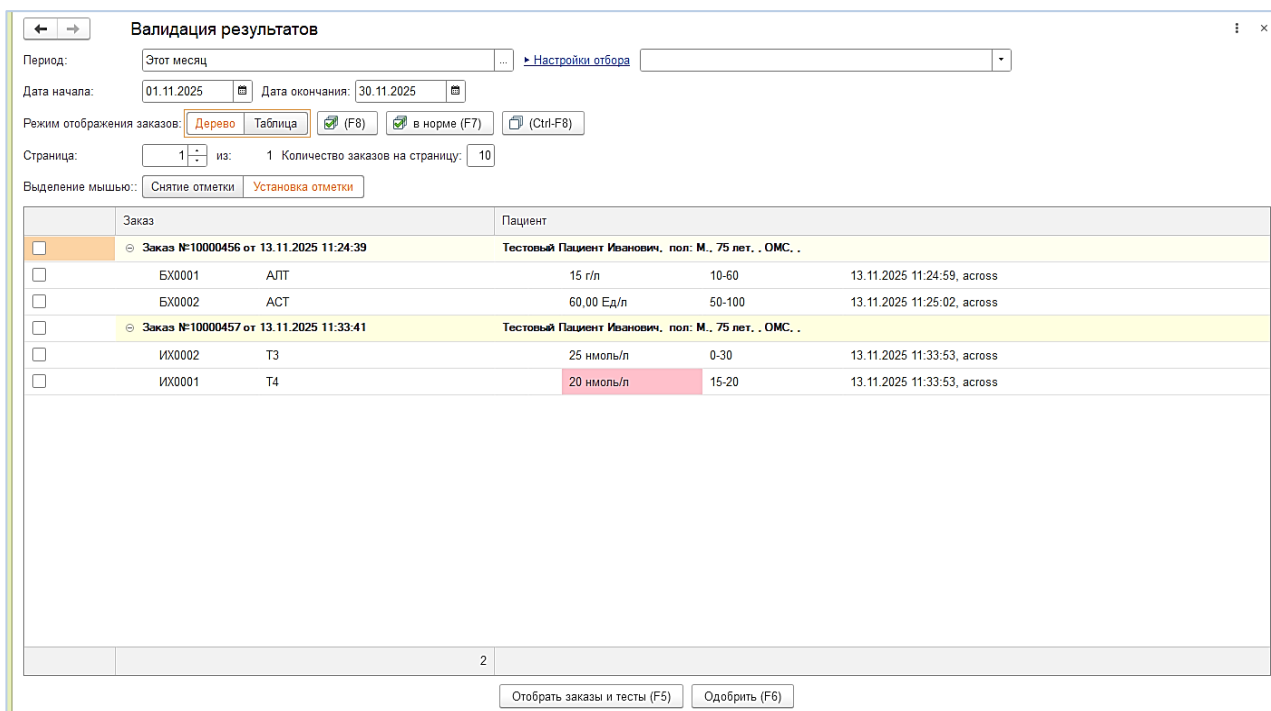 Валидация результатов
Период: Этот месяц ... Настройки отбора
Дата начала: 01.11.2025 Дата окончания: 30.11.2025
Режим отображения заказов: Дерево Таблица (F8) в норме (F7) (Ctrl-F8)
Страница: 1 из: 1 Количество заказов на страницу: 10
Выделение мышью:: Снятие отметки Установка отметки
Заказ Пациент
Заказ №10000456 от 13.11.2025 11:24:39 Тестовый Пациент Иванович, пол: М., 75 лет, , ОМС, ,
БХ0001 АЛТ 15 г/л 10-60 13.11.2025 11:24:59, across
БХ0002 АСТ 60,00 Ед/л 50-100 13.11.2025 11:25:02, across
Заказ №10000457 от 13.11.2025 11:33:41 Тестовый Пациент Иванович, пол: М., 75 лет, , ОМС, ,
ИХ0002 Т3 25 нмоль/л 0-30 13.11.2025 11:33:53, across
ИХ0001 Т4 20 нмоль/л 15-20 13.11.2025 11:33:53, across
2
Отобрать заказы и тесты (F5) Одобрить (F6)